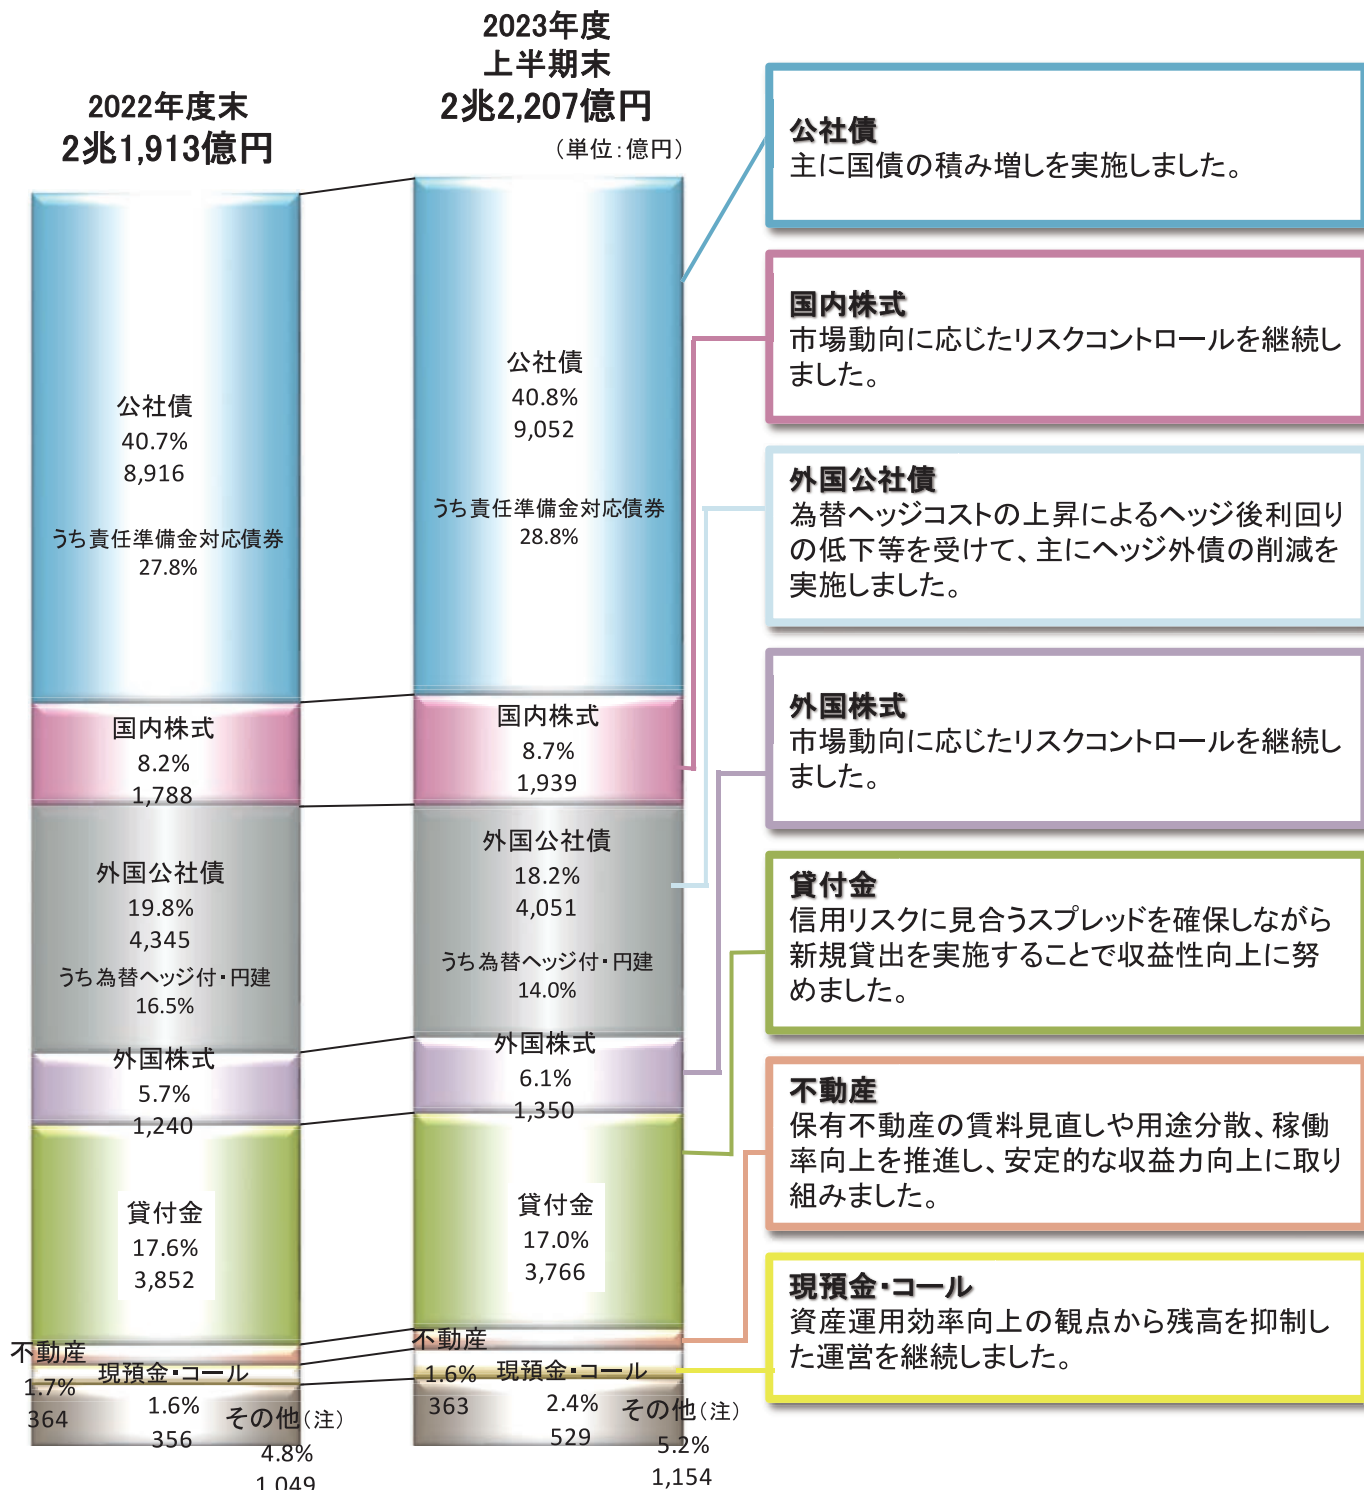 2022年度末
2兆1,913億円
公社債
40.7%
8,916
うち責任準備金対応債券
27.8%
国内株式
8.2%
1,788
外国公社債
19.8%
4,345
うち為替ヘッジ付・円建
16.5%
外国株式
5.7%
1,240
貸付金
17.6%
3,852
不動産
1.7%
364
現預金・コール
1.6%
356
その他(注)
4.8%
1,049
2023年度
上半期末
2兆2,207億円
(単位:億円)
公社債
40.8%
9,052
うち責任準備金対応債券
28.8%
国内株式
8.7%
1,939
外国公社債
18.2%
4,051
うち為替ヘッジ付・円建
14.0%
外国株式
6.1%
1,350
貸付金
17.0%
3,766
不動産
1.6%
363
現預金・コール
2.4%
529
その他(注)
5.2%
1,154
公社債
主に国債の積み増しを実施しました。
国内株式
市場動向に応じたリスクコントロールを継続し
ました。
外国公社債
為替ヘッジコストの上昇によるヘッジ後利回り
の低下等を受けて、主にヘッジ外債の削減を
実施しました。
外国株式
市場動向に応じたリスクコントロールを継続し
ました。
貸付金
信用リスクに見合うスプレッドを確保しながら
新規貸出を実施することで収益性向上に努
めました。
不動産
保有不動産の賃料見直しや用途分散、稼働
率向上を推進し、安定的な収益力向上に取り
組みました。
現預金・コール
資産運用効率向上の観点から残高を抑制し
た運営を継続しました。